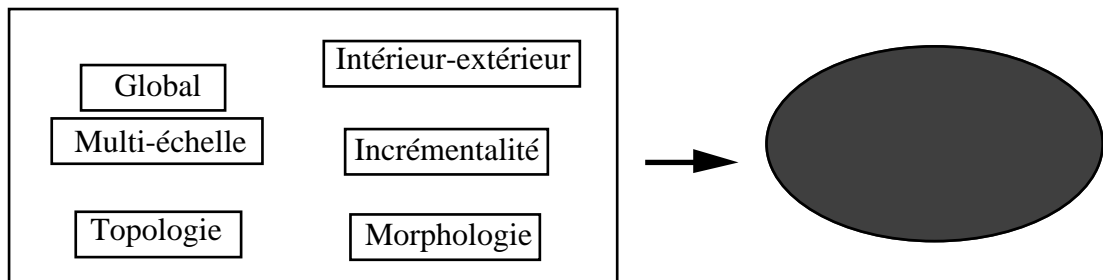 Global
Multi-échelle
Topologie
Intérieur-extérieur
Incrémentalité
Morphologie